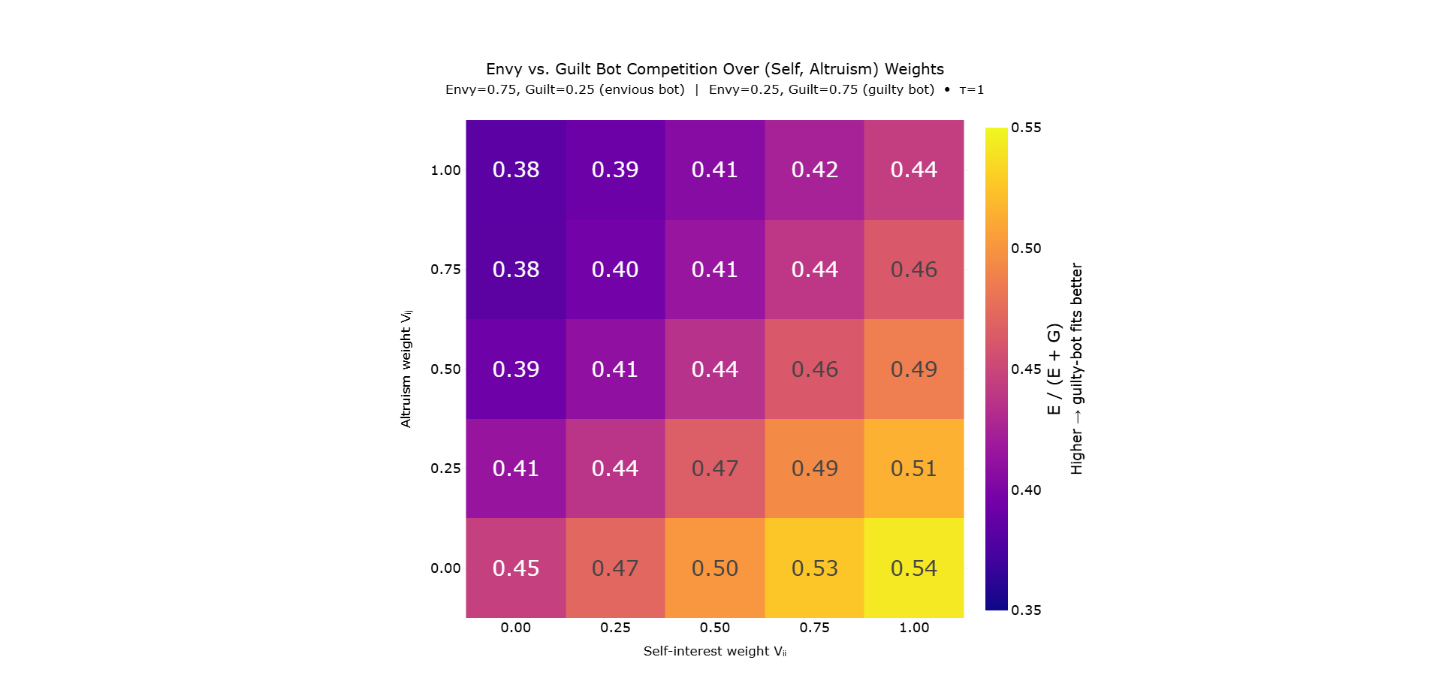 Envy vs. Guilt Bot Competition Over (Self, Altruism) Weights
Envy=0.75, Guilt=0.25 (envious bot) | Envy=0.25, Guilt=0.75 (guilty bot) • τ=1
1.00 0.38 0.39 0.41 0.42 0.44
0.75 0.38 0.40 0.41 0.44 0.46
0.50 0.39 0.41 0.44 0.46 0.49
0.25 0.41 0.44 0.47 0.49 0.51
0.00 0.45 0.47 0.50 0.53 0.54
0.00 0.25 0.50 0.75 1.00
Self-interest weight Vᵢᵢ
Altruism weight Vᵢⱼ
0.55
0.50
0.45
0.40
0.35
E / (E + G)
Higher → guilty-bot fits better